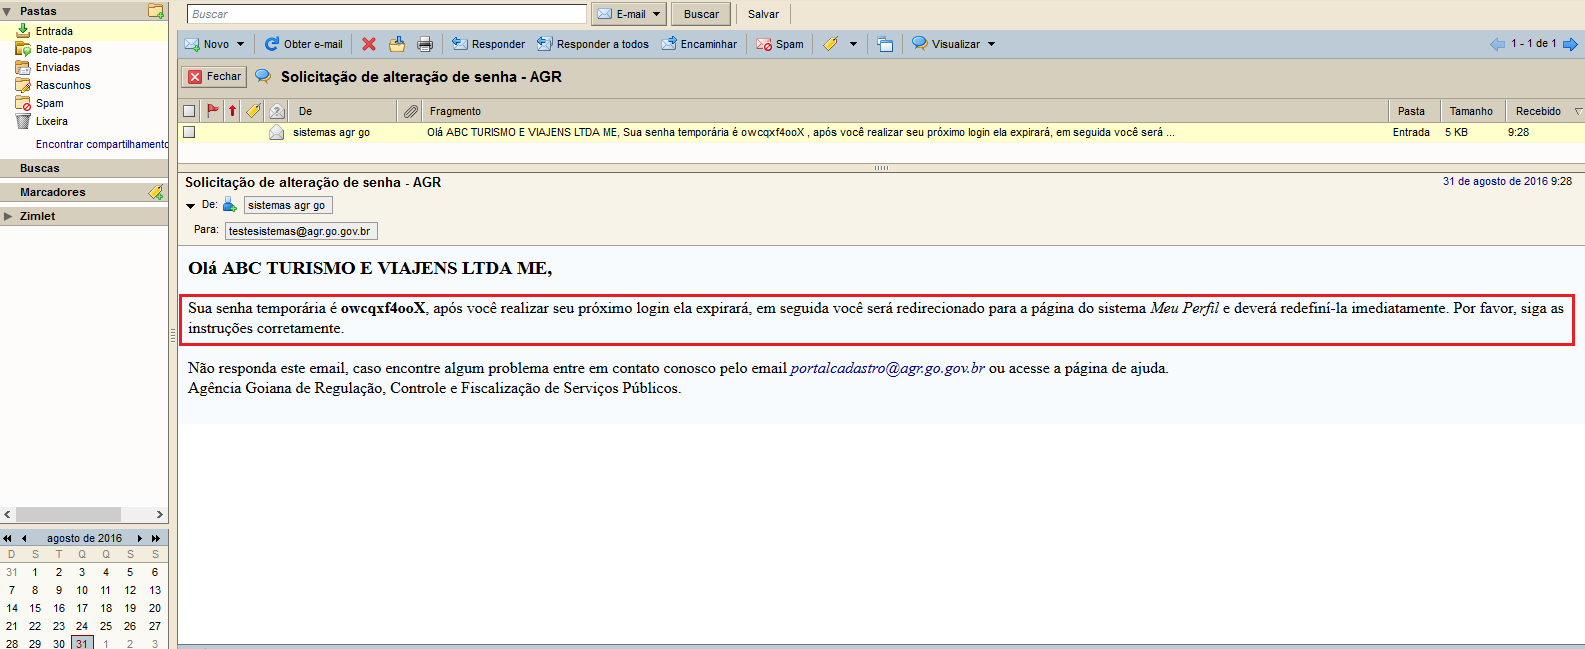 Pastas
Entrada
Bate-papos
Enviadas
Rascunhos
Spam
Lixeira
Encontrar compartilhamento
Buscas
Marcadores
Zimlet
agosto de 2016
D S T Q Q S S
31 1 2 3 4 5 6
7 8 9 10 11 12 13
14 15 16 17 18 19 20
21 22 23 24 25 26 27
28 29 30 31 1 2 3
Buscar E-mail Buscar Salvar
Novo Obter e-mail Responder Responder a todos Encaminhar Spam Visualizar 1 - 1 de 1
Fechar Solicitação de alteração de senha - AGR
De Fragmento Pasta Tamanho Recebido
sistemas agr go Olá ABC TURISMO E VIAJENS LTDA ME, Sua senha temporária é owcqxf4ooX , após você realizar seu próximo login ela expirará, em seguida você será ... Entrada 5 KB 9:28
Solicitação de alteração de senha - AGR 31 de agosto de 2016 9:28
De: sistemas agr go
Para: testesistemas@agr.go.gov.br
Olá ABC TURISMO E VIAJENS LTDA ME,
Sua senha temporária é owcqxf4ooX, após você realizar seu próximo login ela expirará, em seguida você será redirecionado para a página do sistema Meu Perfil e deverá redefiní-la imediatamente. Por favor, siga as
instruções corretamente.
Não responda este email, caso encontre algum problema entre em contato conosco pelo email portalcadastro@agr.go.gov.br ou acesse a página de ajuda.
Agência Goiana de Regulação, Controle e Fiscalização de Serviços Públicos.